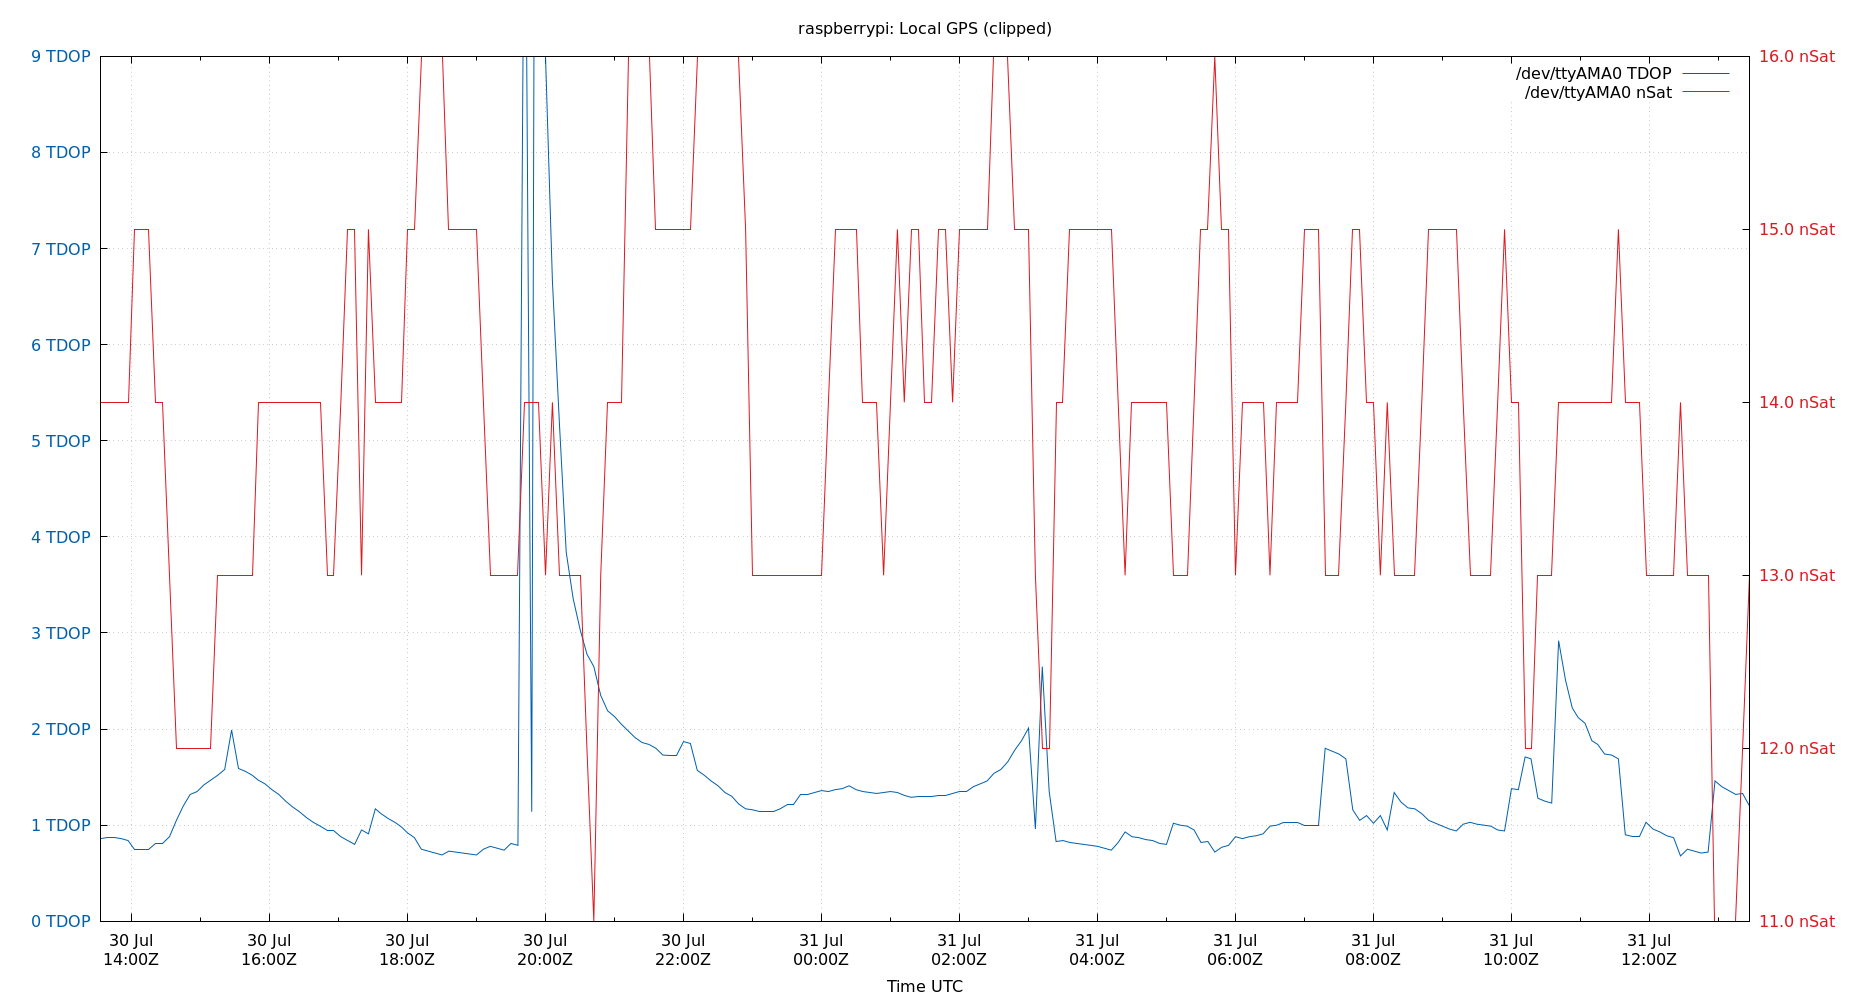 raspberrypi: Local GPS (clipped)
9 TDOP
8 TDOP
7 TDOP
6 TDOP
5 TDOP
4 TDOP
3 TDOP
2 TDOP
1 TDOP
0 TDOP
16.0 nSat
15.0 nSat
14.0 nSat
13.0 nSat
12.0 nSat
11.0 nSat
/dev/ttyAMA0 TDOP
/dev/ttyAMA0 nSat
30 Jul
14:00Z
30 Jul
16:00Z
30 Jul
18:00Z
30 Jul
20:00Z
30 Jul
22:00Z
31 Jul
00:00Z
31 Jul
02:00Z
31 Jul
04:00Z
31 Jul
06:00Z
31 Jul
08:00Z
31 Jul
10:00Z
31 Jul
12:00Z
Time UTC